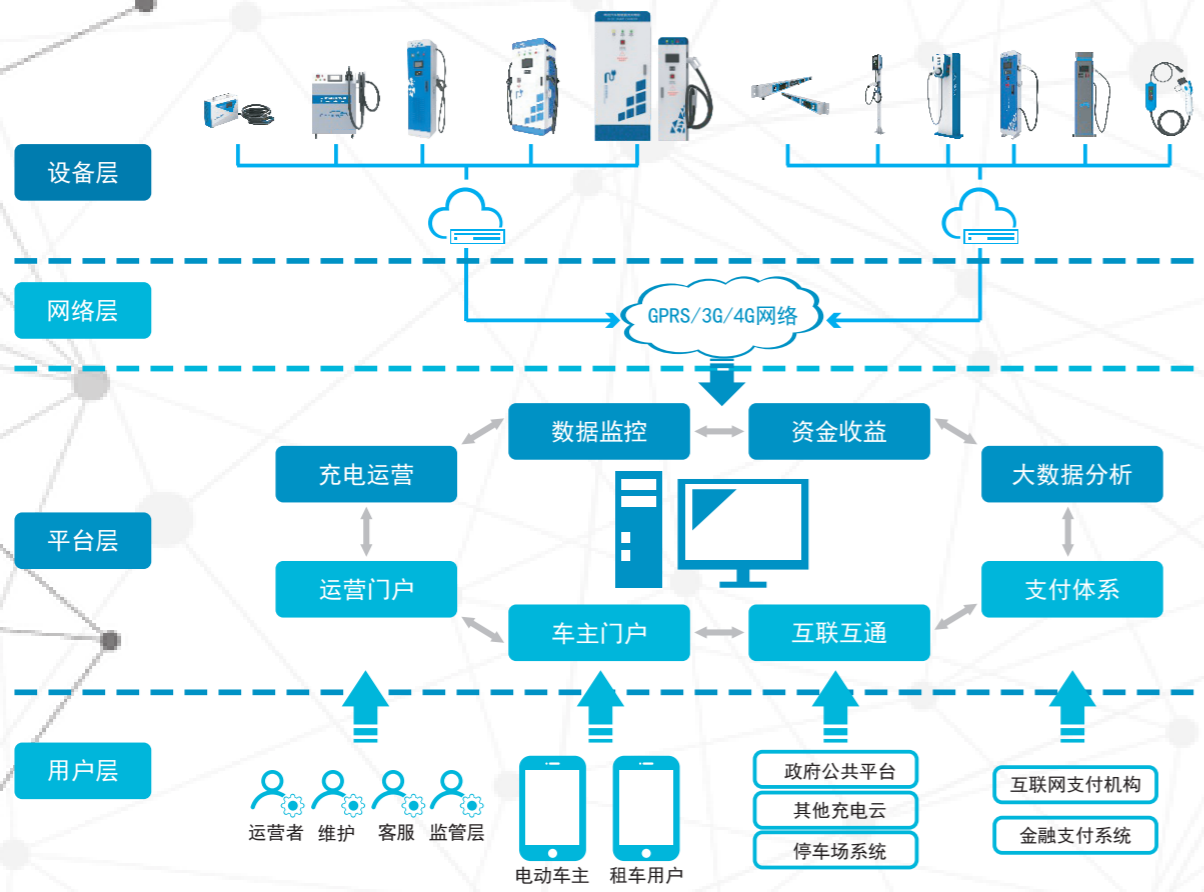 设备层
网络层
GPRS/3G/4G网络
数据监控
资金收益
充电运营
大数据分析
平台层
运营门户
支付体系
车主门户
互联互通
用户层
运营者
维护
客服
监管层
电动车主
租车用户
政府公共平台
其他充电云
停车场系统
互联网支付机构
金融支付系统